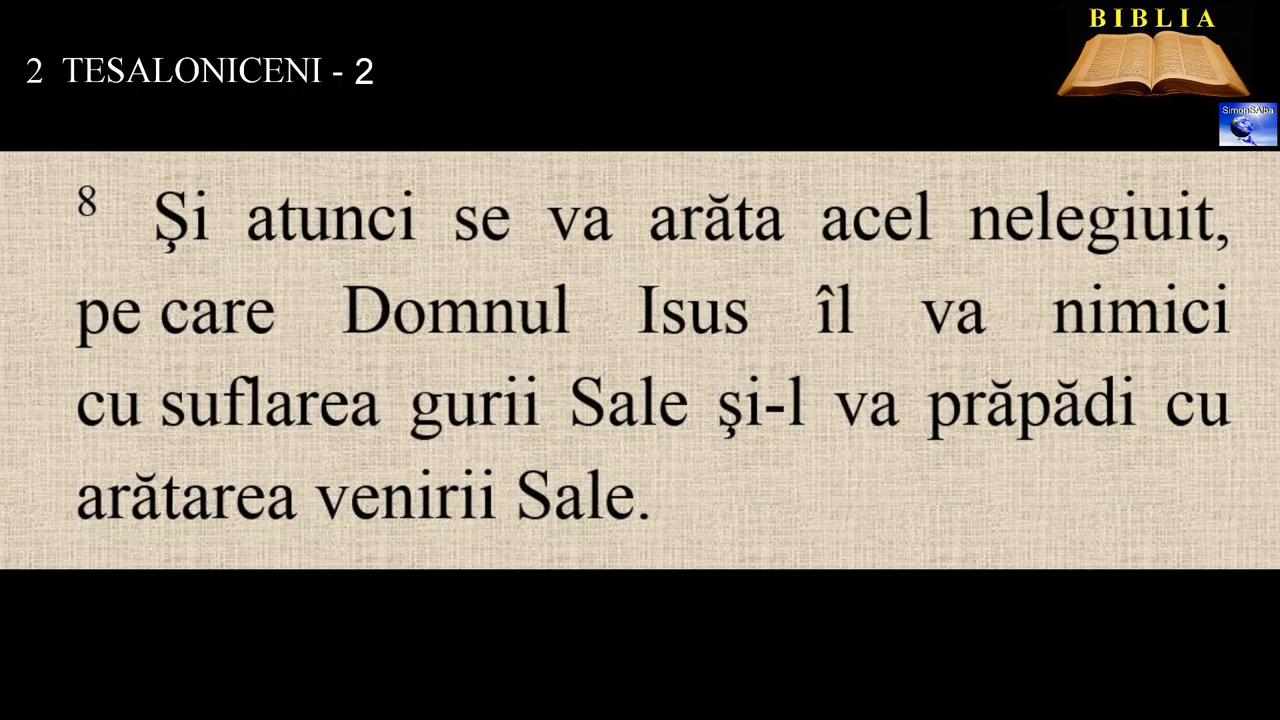 BIBLIA
2 TESALONICENI - 2
SimonSAlba
8 Şi atunci se va arăta acel nelegiuit,
pe care Domnul Isus îl va nimici
cu suflarea gurii Sale şi-l va prăpădi cu
arătarea venirii Sale.